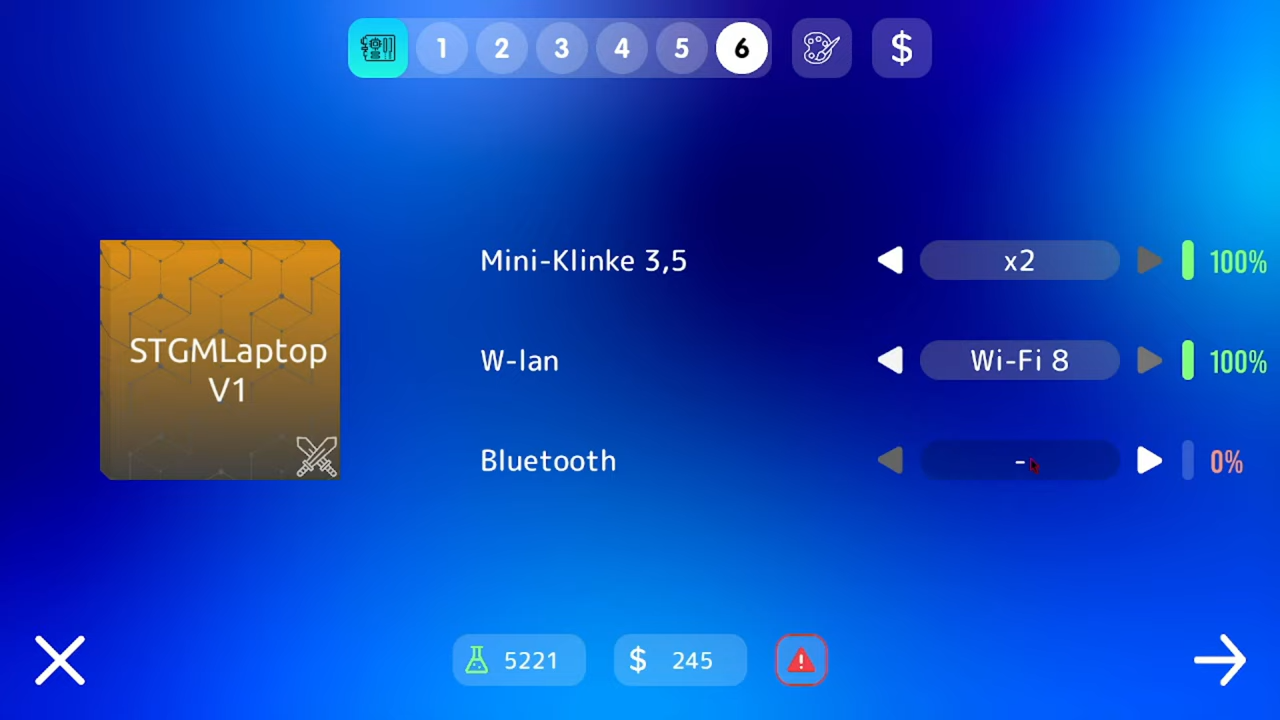 1 2 3 4 5 6 $
Mini-Klinke 3,5 x2 100%
STGMLaptop
V1
W-lan Wi-Fi 8 100%
Bluetooth - 0%
5221 $ 245